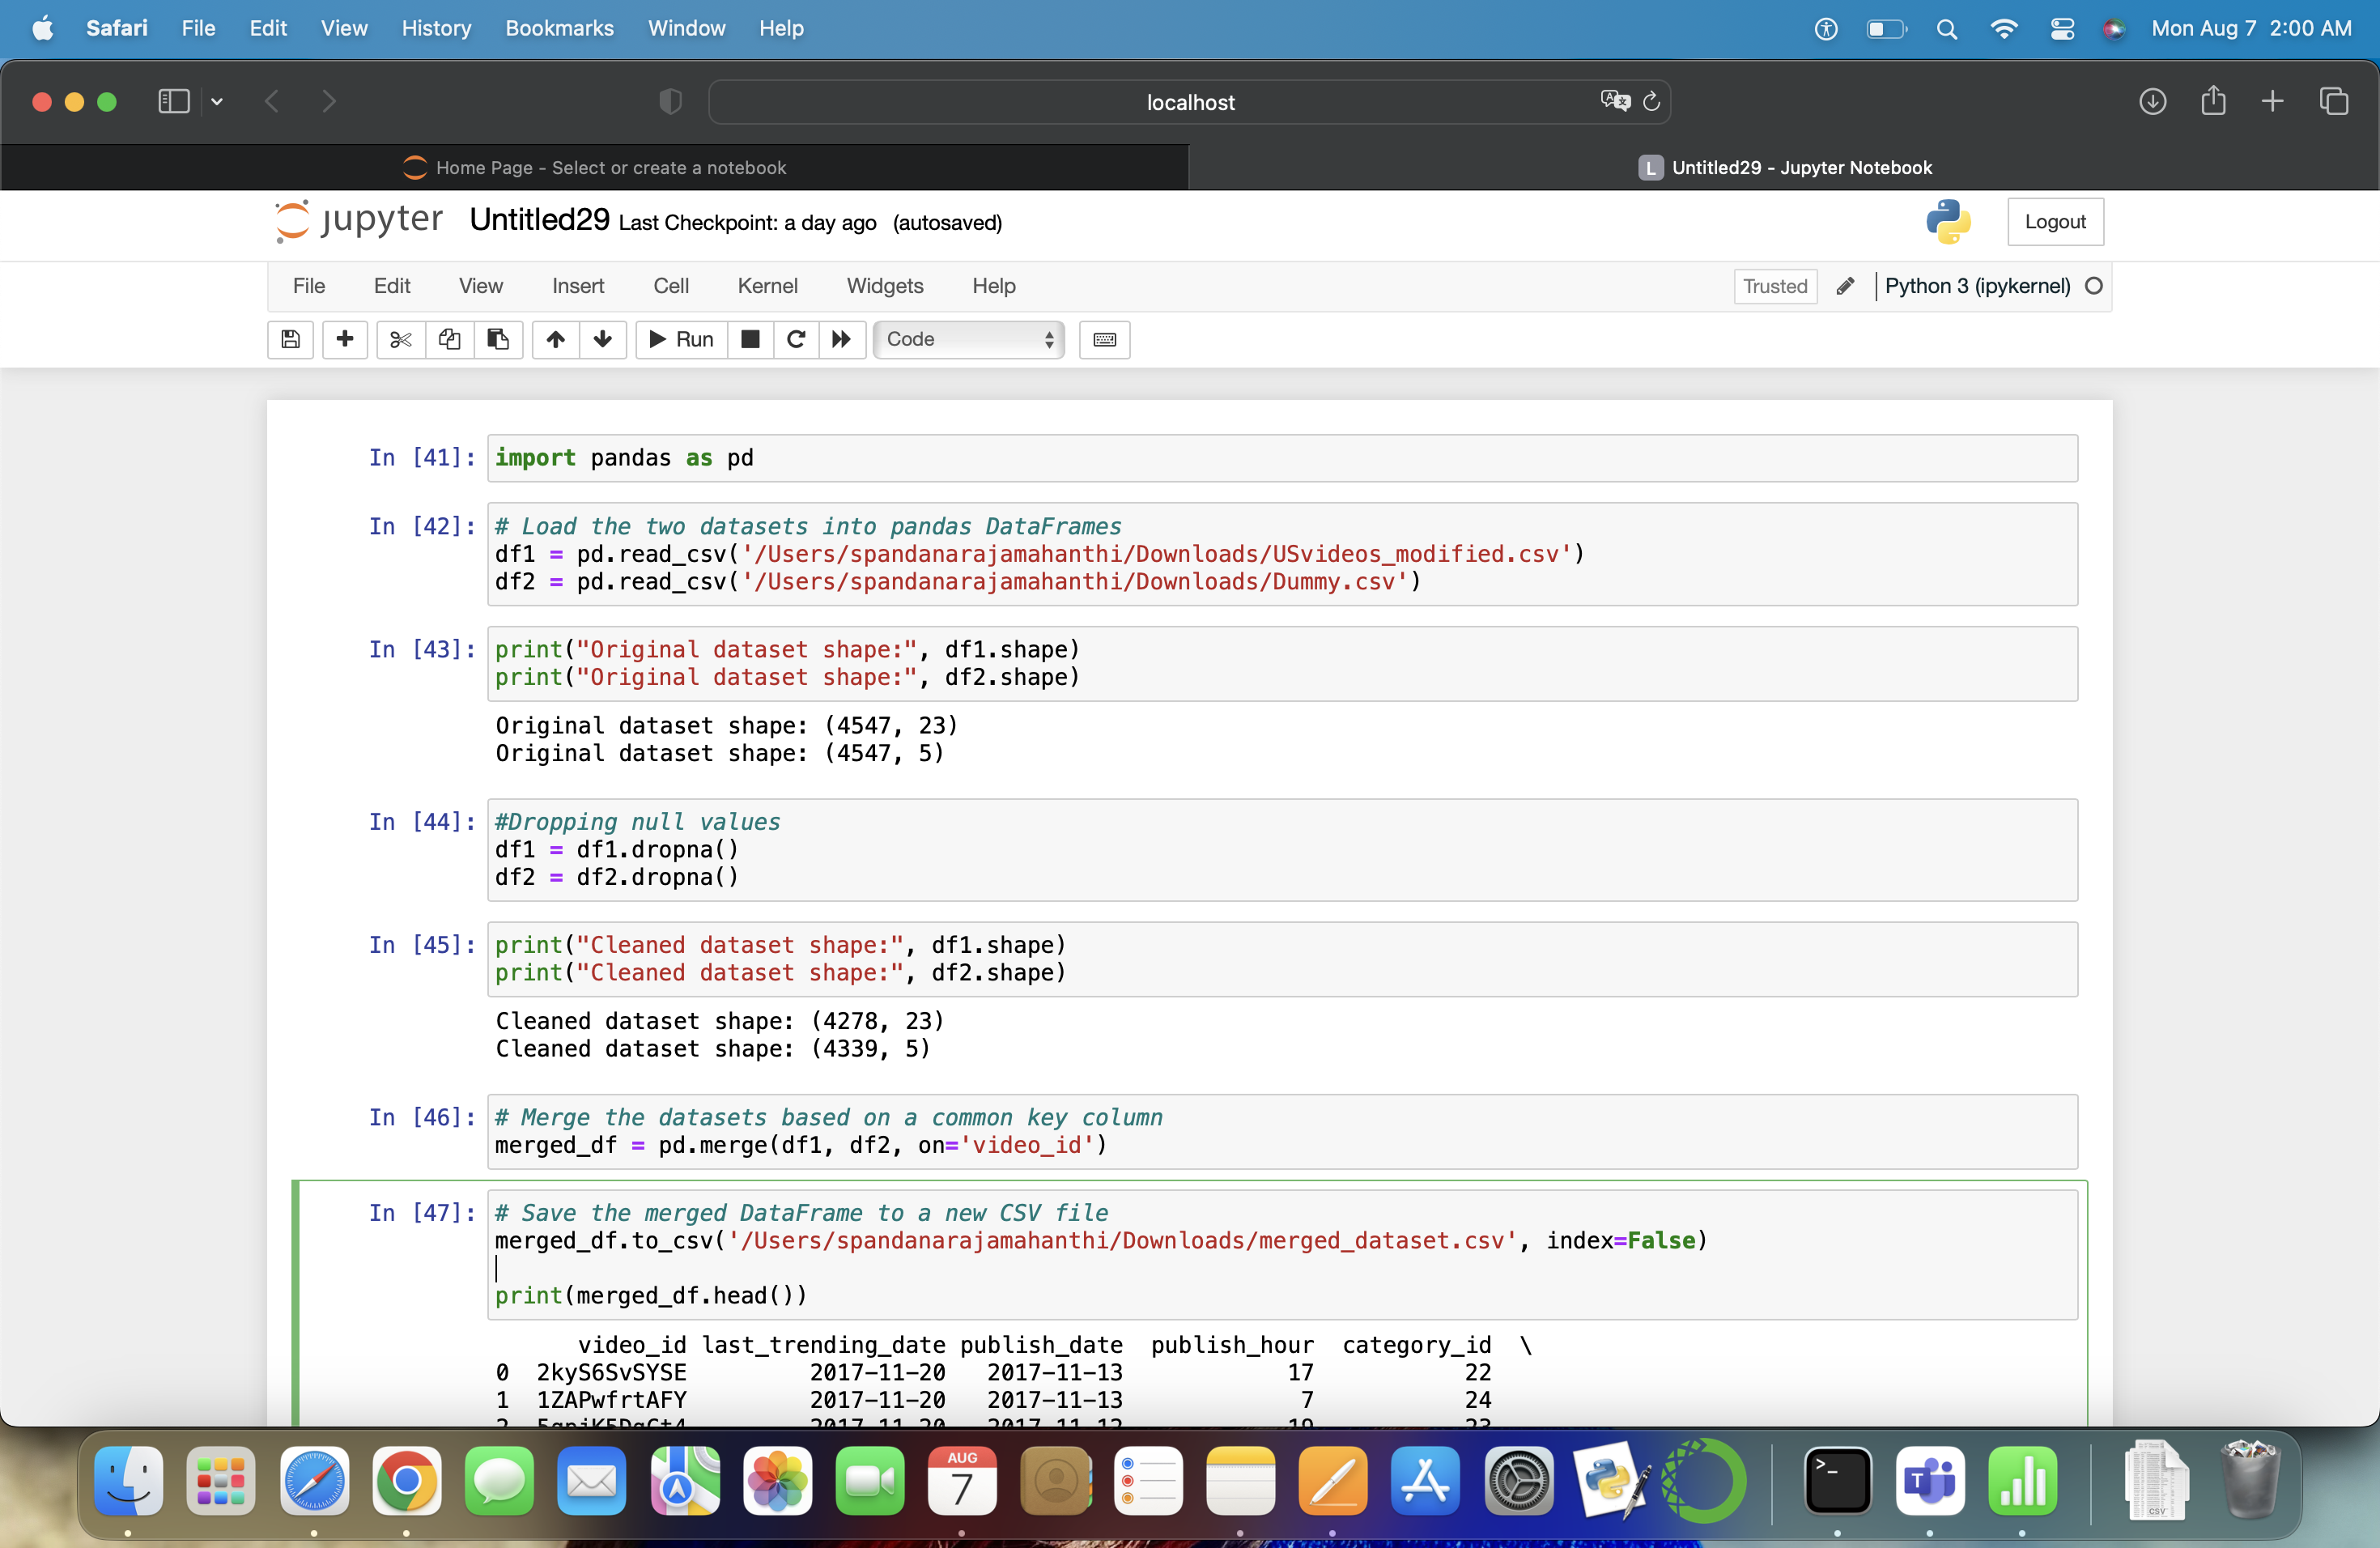 Safari File Edit View History Bookmarks Window Help Mon Aug 7 2:00 AM
localhost
Home Page - Select or create a notebook
L Untitled29 - Jupyter Notebook
jupyter Untitled29 Last Checkpoint: a day ago (autosaved)
Logout
File Edit View Insert Cell Kernel Widgets Help
Trusted Python 3 (ipykernel)
Run Code
In [41]: import pandas as pd
In [42]: # Load the two datasets into pandas DataFrames
df1 = pd.read_csv('/Users/spandanarajamahanthi/Downloads/USvideos_modified.csv')
df2 = pd.read_csv('/Users/spandanarajamahanthi/Downloads/Dummy.csv')
In [43]: print("Original dataset shape:", df1.shape)
print("Original dataset shape:", df2.shape)
Original dataset shape: (4547, 23)
Original dataset shape: (4547, 5)
In [44]: #Dropping null values
df1 = df1.dropna()
df2 = df2.dropna()
In [45]: print("Cleaned dataset shape:", df1.shape)
print("Cleaned dataset shape:", df2.shape)
Cleaned dataset shape: (4278, 23)
Cleaned dataset shape: (4339, 5)
In [46]: # Merge the datasets based on a common key column
merged_df = pd.merge(df1, df2, on='video_id')
In [47]: # Save the merged DataFrame to a new CSV file
merged_df.to_csv('/Users/spandanarajamahanthi/Downloads/merged_dataset.csv', index=False)
print(merged_df.head())
video_id last_trending_date publish_date publish_hour category_id \
0 2kyS6SvSYSE 2017-11-20 2017-11-13 17 22
1 1ZAPwfrtAFY 2017-11-20 2017-11-13 7 24
2 2017-11-20 2017-11-12 19 23
AUG
7
CSV